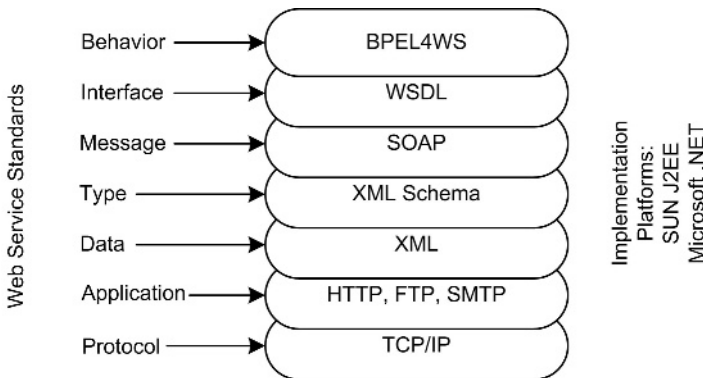 Web Service Standards
Behavior
BPEL4WS
Interface
WSDL
Message
SOAP
Type
XML Schema
Data
XML
Application
HTTP, FTP, SMTP
Protocol
TCP/IP
Implementation
Platforms:
SUN J2EE
Microsoft .NET